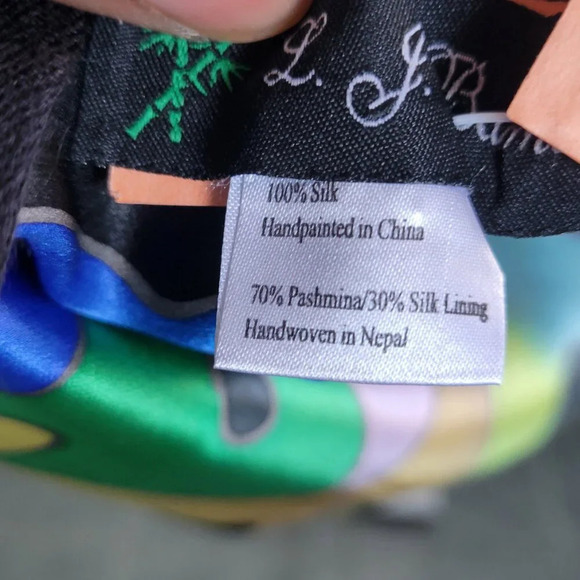 L. J.
100% Silk
Handpainted in China
70% Pashmina/30% Silk Lining
Handwoven in Nepal